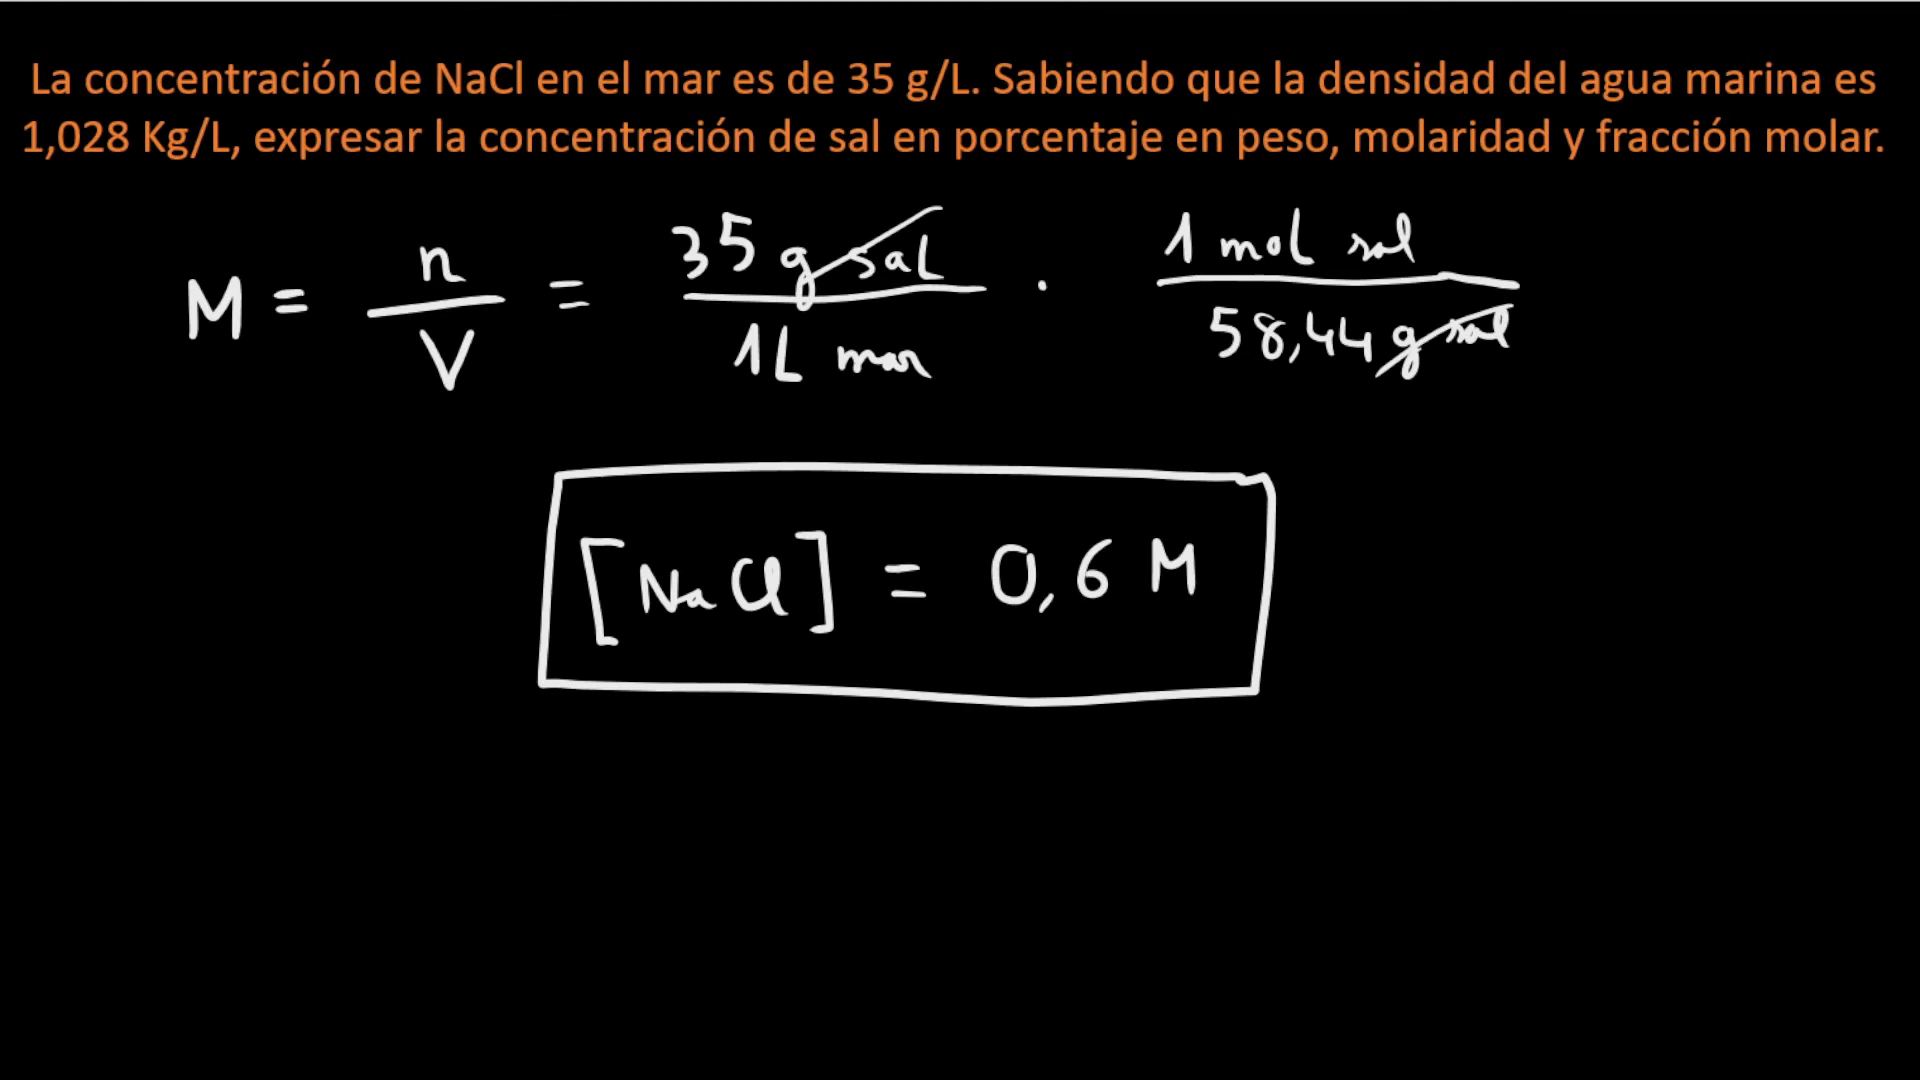 La concentración de NaCl en el mar es de 35 g/L. Sabiendo que la densidad del agua marina es
1,028 Kg/L, expresar la concentración de sal en porcentaje en peso, molaridad y fracción molar.
M = n/V = 35 g sal/1L mar · 1 mol sal/58,44 g sal
[NaCl] = 0,6 M